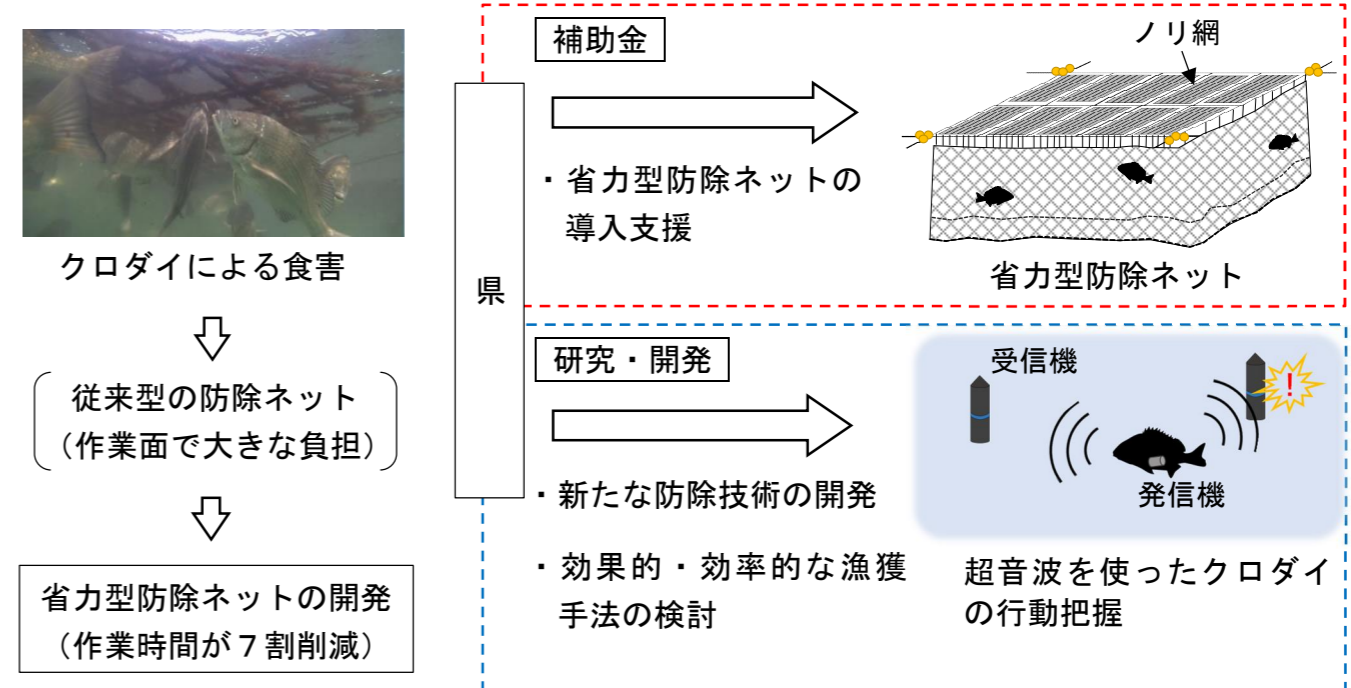 クロダイによる食害
従来型の防除ネット
（作業面で大きな負担）
省力型防除ネットの開発
（作業時間が７割削減）
県
補助金
・省力型防除ネットの
導入支援
ノリ網
省力型防除ネット
研究・開発
・新たな防除技術の開発
・効果的・効率的な漁獲
手法の検討
受信機
!
発信機
超音波を使ったクロダイ
の行動把握